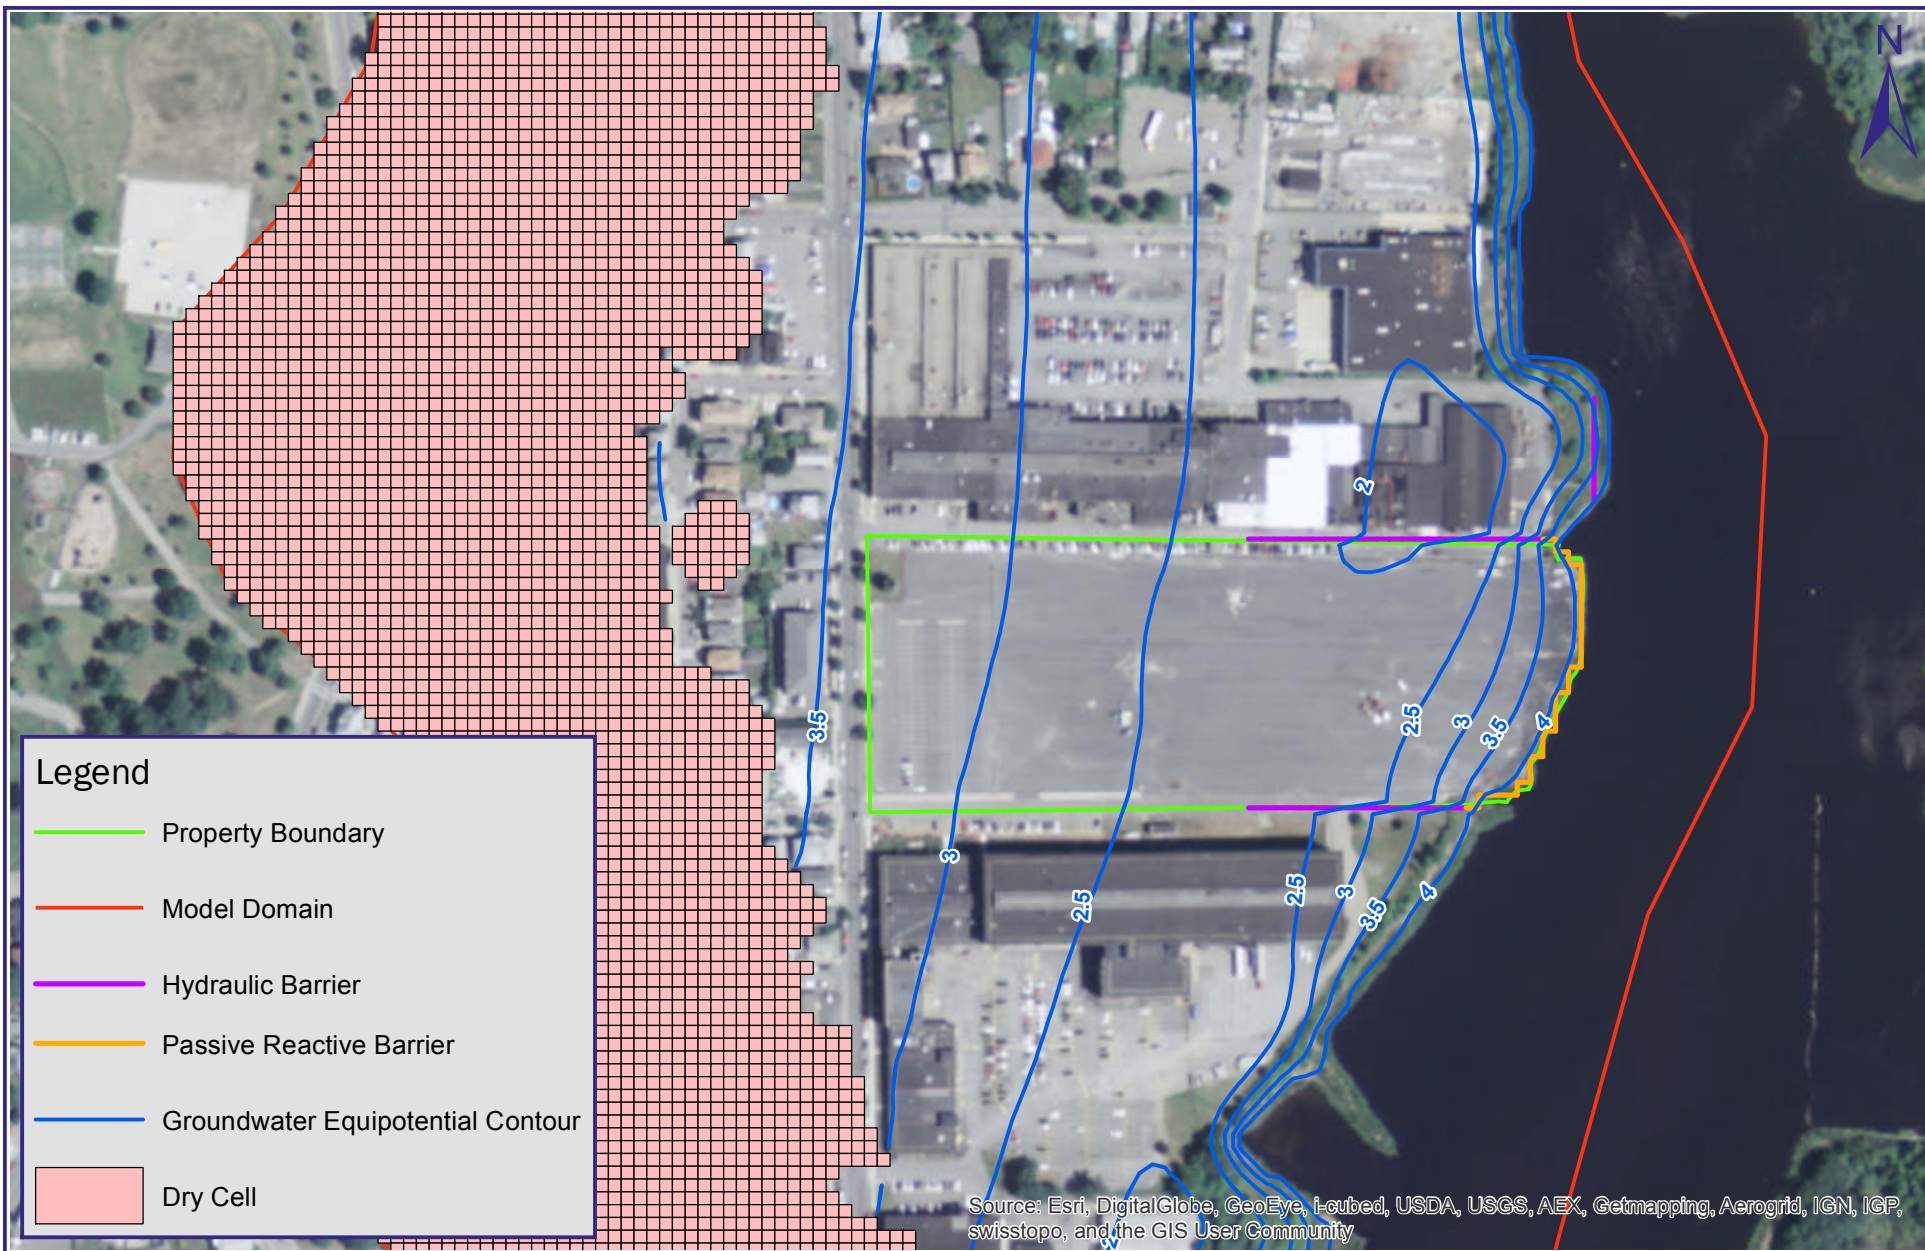 N
2
3.5
2.5
3
3.5
4
3
2.5
2.5
3
3.5
4
2
Legend
Property Boundary
Model Domain
Hydraulic Barrier
Passive Reactive Barrier
Groundwater Equipotential Contour
Dry Cell
Source: Esri, DigitalGlobe, GeoEye, i-cubed, USDA, USGS, AEX, Getmapping, Aerogrid, IGN, IGP,
swisstopo, and the GIS User Community